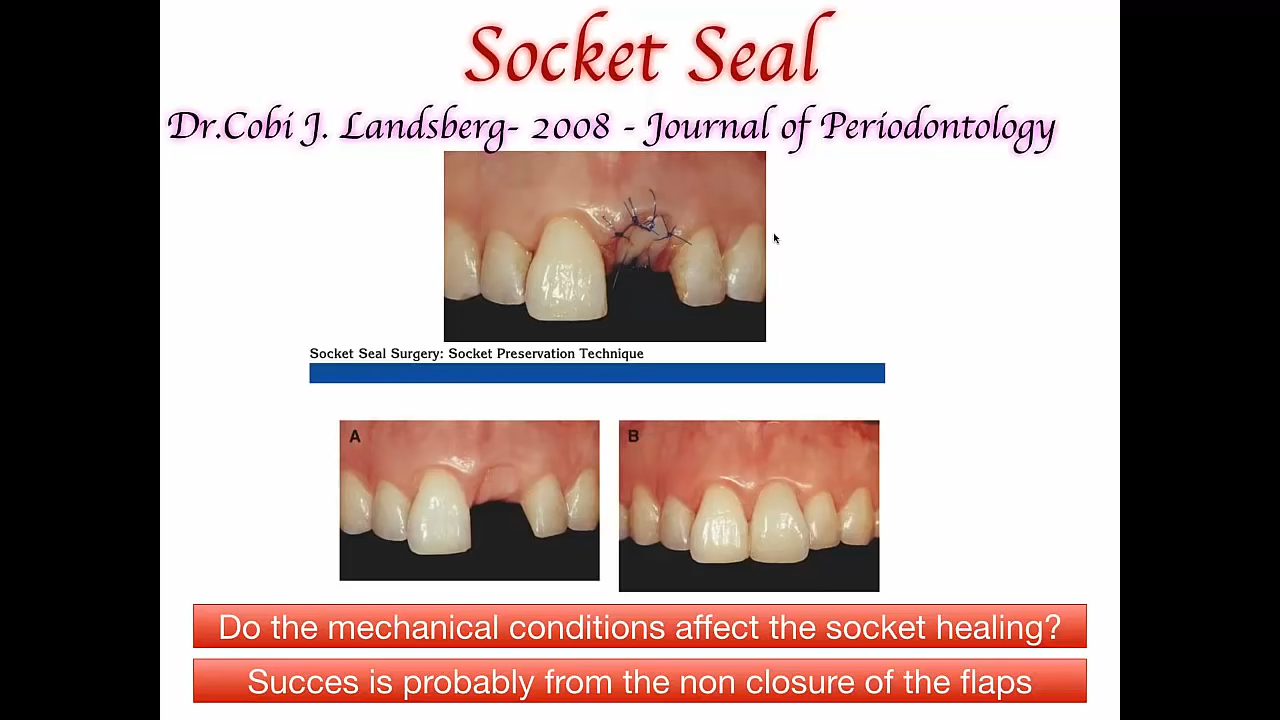 Socket Seal
Dr.Cobi J. Landsberg- 2008 - Journal of Periodontology
Socket Seal Surgery: Socket Preservation Technique
A
B
Do the mechanical conditions affect the socket healing?
Succes is probably from the non closure of the flaps